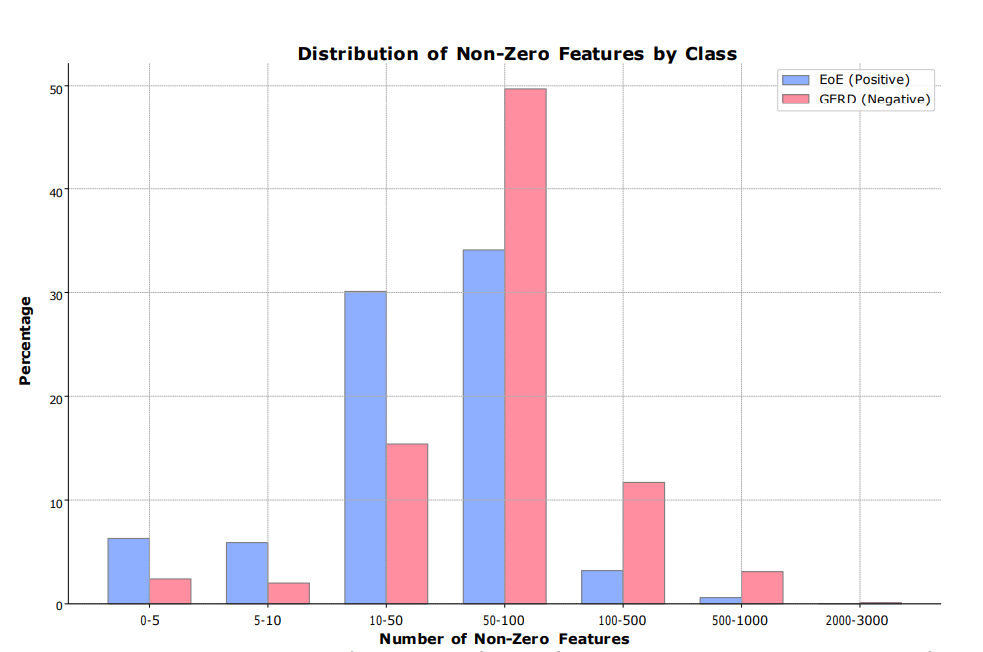 Distribution of Non-Zero Features by Class
EoE (Positive)
GERD (Negative)
50
40
30
20
10
0
Percentage
0-5
5-10
10-50
50-100
100-500
500-1000
2000-3000
Number of Non-Zero Features